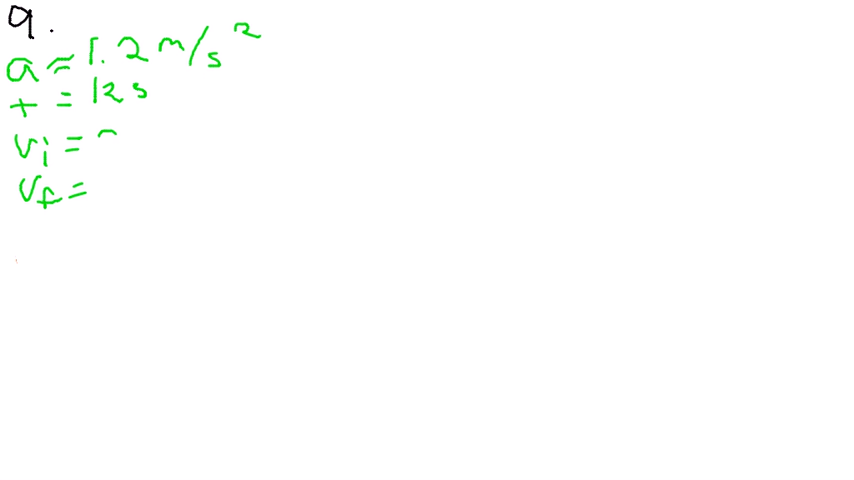 9.
a = 1.2 m/s²
t = 12 s
vi =
vf =